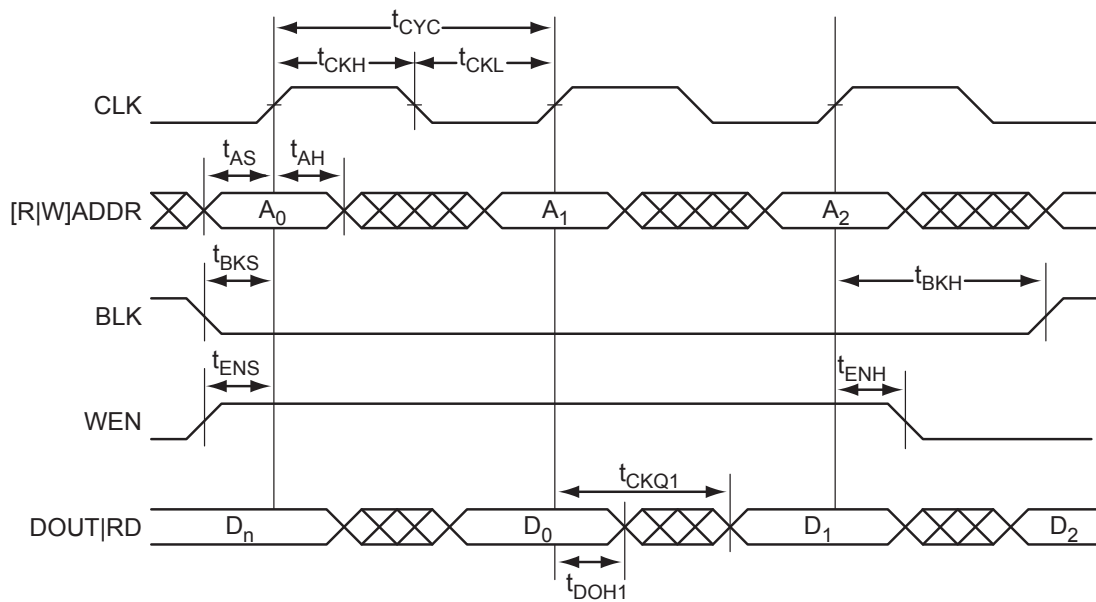 tCYC
tCKH tCKL
CLK
tAS tAH
[R|W]ADDR A0 A1 A2
tBKS tBKH
BLK
tENS tENH
WEN
tCKQ1
DOUT|RD Dn D0 D1 D2
tDOH1